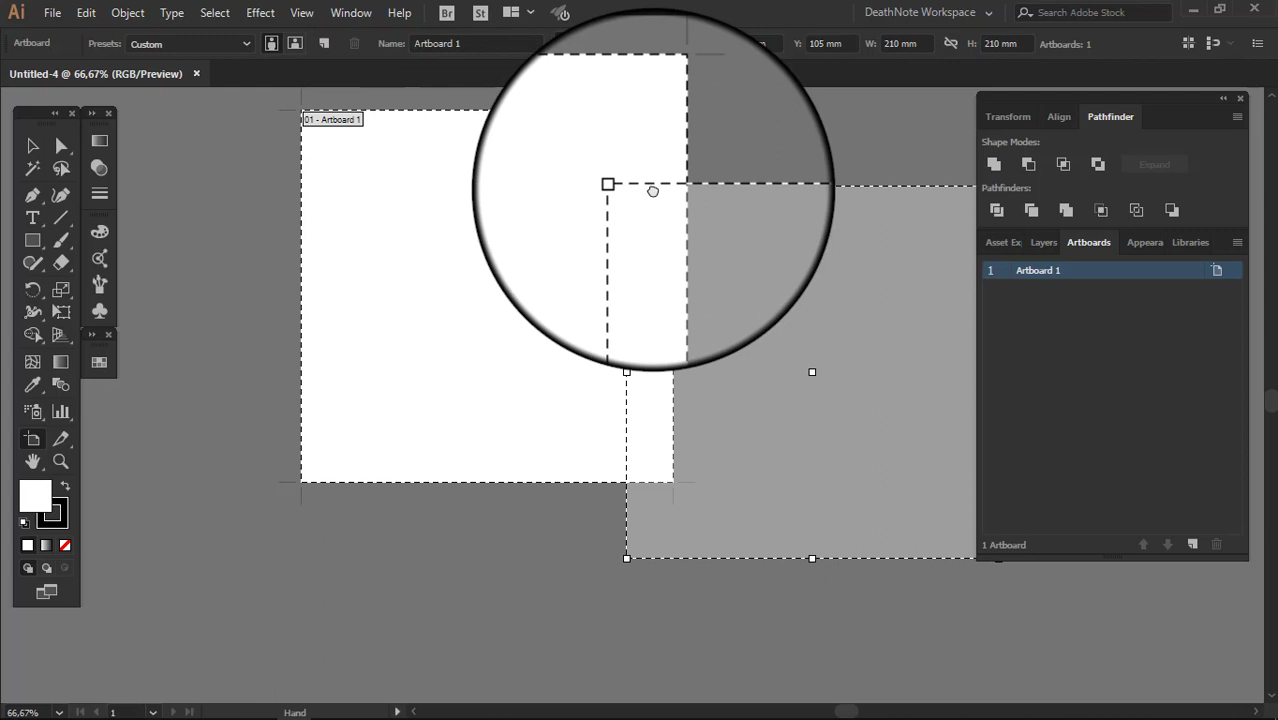 Ai File Edit Object Type Select Effect View Window Help Br St DeathNote Workspace Search Adobe Stock
Artboard Presets: Custom Name: Artboard 1 mm Y: 105 mm W: 210 mm H: 210 mm Artboards: 1
Untitled-4 @ 66,67% (RGB/Preview)
01 - Artboard 1
Transform Align Pathfinder
Shape Modes:
Expand
Pathfinders:
Asset Ex Layers Artboards Appeara Libraries
1 Artboard 1
1 Artboard
66,67% 1 Hand